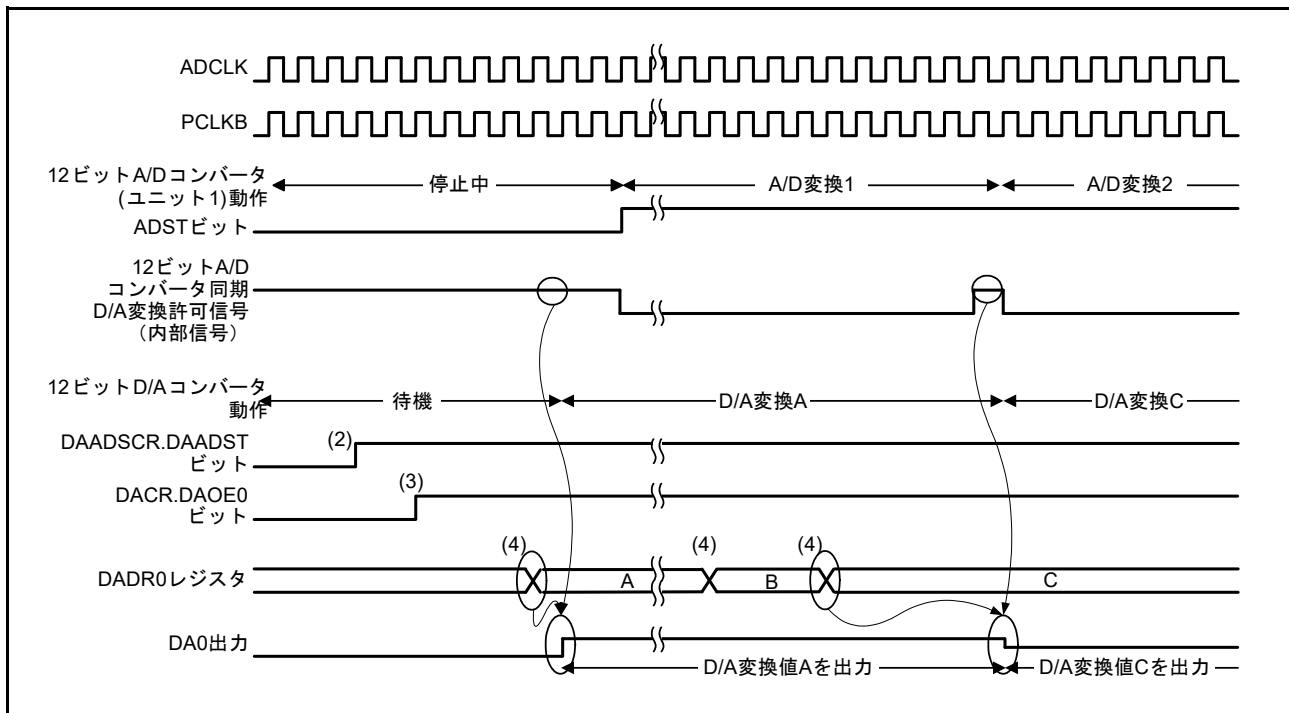 ADCLK
PCLKB
12ビットA/Dコンバータ
(ユニット1)動作
停止中
A/D変換1
A/D変換2
ADSTビット
12ビットA/D
コンバータ同期
D/A変換許可信号
（内部信号）
12ビットD/Aコンバータ
動作
待機
D/A変換A
D/A変換C
DAADSCR.DAADST
ビット
(2)
DACR.DAOE0
ビット
(3)
(4)
(4)
(4)
DADR0レジスタ
A
B
C
DA0出力
D/A変換値Aを出力
D/A変換値Cを出力